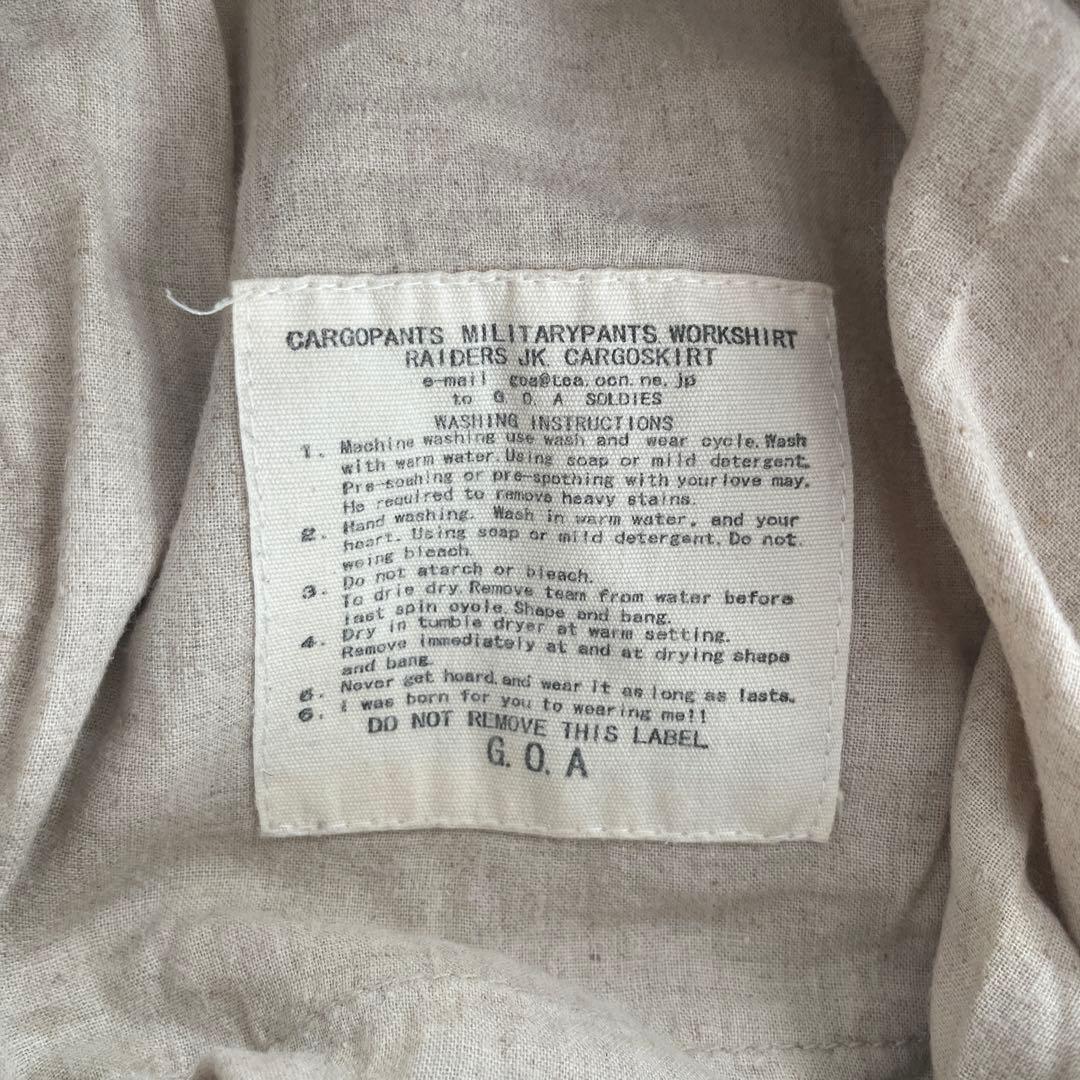 CARGOPANTS MILITARYPANTS WORKSHIRT
RAIDERS JK. CARGOSKIRT
e-mail goa@tea.ocn.ne.jp
to G O. A SOLDIES
WASHING INSTRUCTIONS
1. Machine washing use wash and wear cycle. Wash
with warm water. Using soap or mild detergent.
Pre-soahing or pre-spothing with your love may.
He required to remove heavy stains.
2. Hand washing. Wash in warm water, and your
heart. Using soap or mild detergent. Do not.
weing bleach.
3. Do not atarch or bleach.
To drie dry. Remove team from water before
last spin oyole. Shape and bang.
4. Dry in tumble dryer at warm setting.
Remove immediately at and at drying shape
and bang.
5. Never get hoard. and wear it as long as lasts.
6. I was born for you to wearing me!!
DO NOT REMOVE THIS LABEL
G. O. A